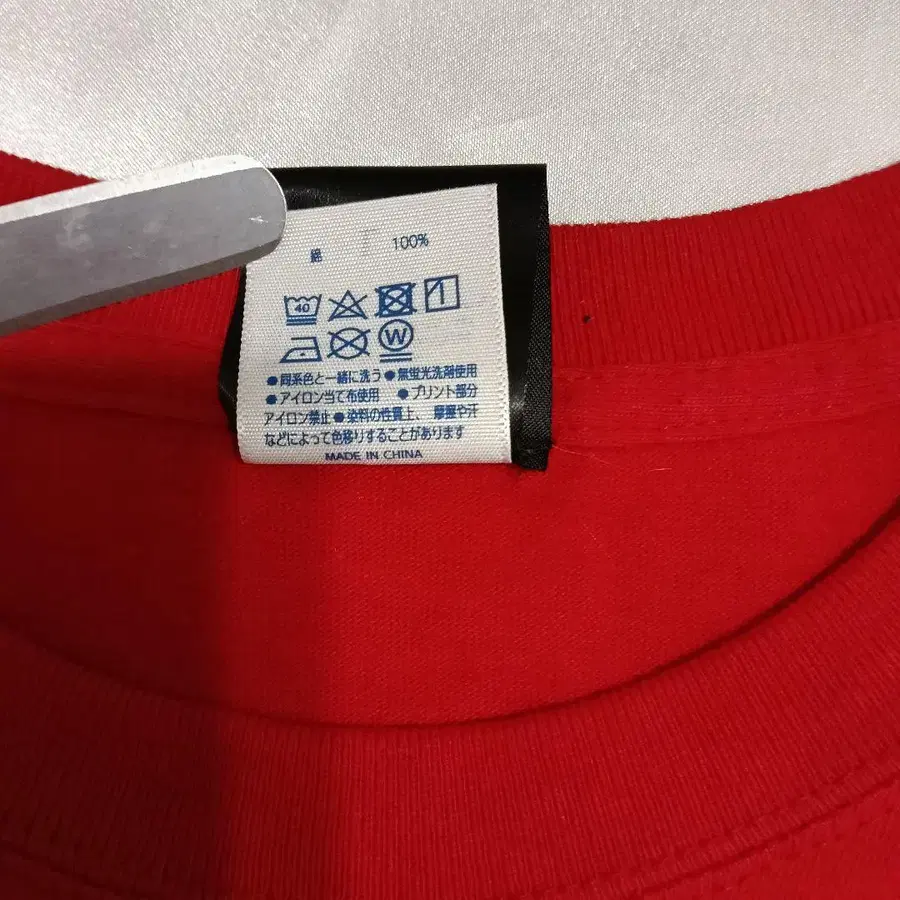 綿 100%
40
W
●同系色と一緒に洗う●無蛍光洗剤使用
●アイロン当て布使用 ●プリント部分
アイロン禁止●染料の性質上、摩擦や汗
などによって色移りすることがあります
MADE IN CHINA